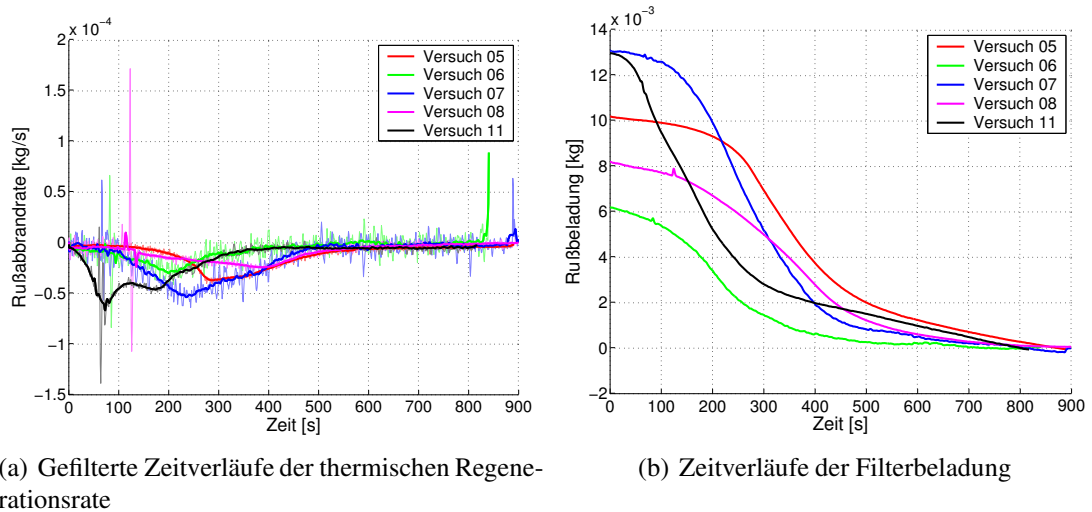 x 10⁻⁴
2
1.5
1
0.5
0
−0.5
−1
−1.5
0 100 200 300 400 500 600 700 800 900
Zeit [s]
Rußabbrandrate [kg/s]
Versuch 05
Versuch 06
Versuch 07
Versuch 08
Versuch 11
(a) Gefilterte Zeitverläufe der thermischen Regene-
rationsrate
x 10⁻³
14
12
10
8
6
4
2
0
−2
0 100 200 300 400 500 600 700 800 900
Zeit [s]
Rußbeladung [kg]
Versuch 05
Versuch 06
Versuch 07
Versuch 08
Versuch 11
(b) Zeitverläufe der Filterbeladung